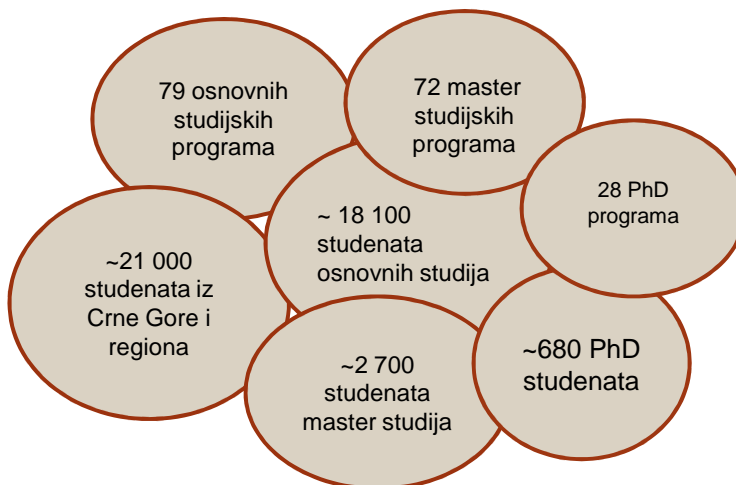 79 osnovnih
studijskih
programa
72 master
studijskih
programa
28 PhD
programa
~ 18 100
studenata
osnovnih studija
~21 000
studenata iz
Crne Gore i
regiona
~2 700
studenata
master studija
~680 PhD
studenata